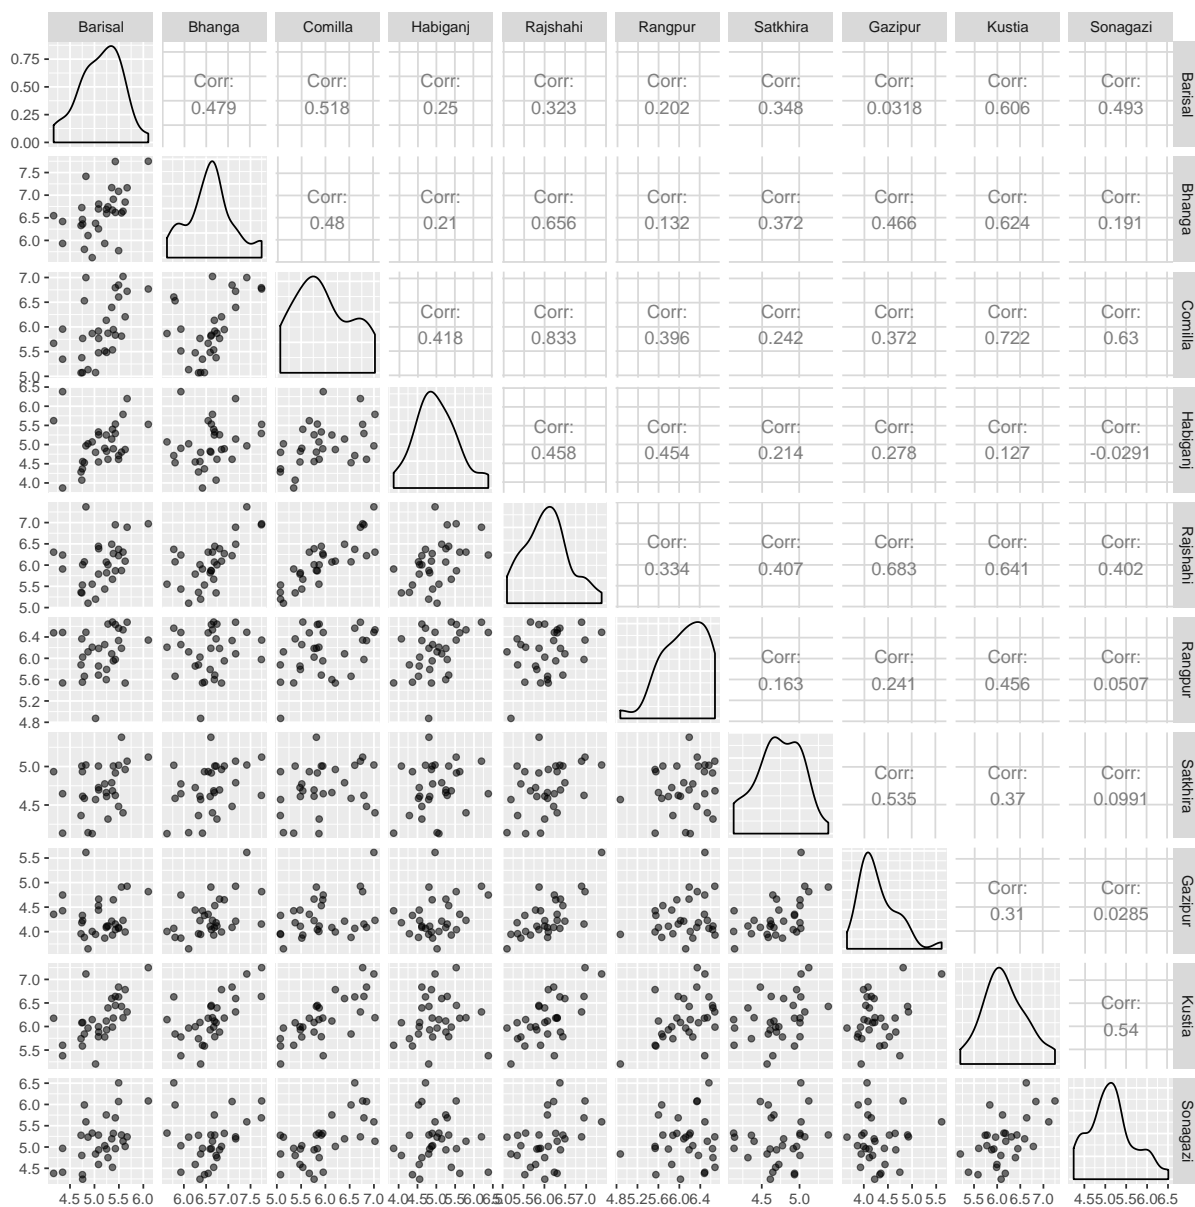 Barisal Bhanga Comilla Habiganj Rajshahi Rangpur Satkhira Gazipur Kustia Sonagazi
0.75
0.50
0.25
0.00
Corr: Corr: Corr: Corr: Corr: Corr: Corr: Corr: Corr:
0.479 0.518 0.25 0.323 0.202 0.348 0.0318 0.606 0.493
Barisal
7.5
7.0
6.5
6.0
Corr: Corr: Corr: Corr: Corr: Corr: Corr: Corr:
0.48 0.21 0.656 0.132 0.372 0.466 0.624 0.191
Bhanga
7.0
6.5
6.0
5.5
5.0
Corr: Corr: Corr: Corr: Corr: Corr: Corr:
0.418 0.833 0.396 0.242 0.372 0.722 0.63
Comilla
6.5
6.0
5.5
5.0
4.5
4.0
Corr: Corr: Corr: Corr: Corr: Corr:
0.458 0.454 0.214 0.278 0.127 -0.0291
Habiganj
7.0
6.5
6.0
5.5
5.0
Corr: Corr: Corr: Corr: Corr:
0.334 0.407 0.683 0.641 0.402
Rajshahi
6.4
6.0
5.6
5.2
4.8
Corr: Corr: Corr: Corr:
0.163 0.241 0.456 0.0507
Rangpur
5.0
4.5
Corr: Corr: Corr:
0.535 0.37 0.0991
Satkhira
5.5
5.0
4.5
4.0
Corr: Corr:
0.31 0.0285
Gazipur
7.0
6.5
6.0
5.5
Corr:
0.54
Kustia
6.5
6.0
5.5
5.0
4.5
Sonagazi
4.5 5.0 5.5 6.0 6.0 6.5 7.0 7.5 5.0 5.5 6.0 6.5 7.0 4.0 4.5 5.0 5.5 6.0 6.5 5.0 5.5 6.0 6.5 7.0 4.8 5.2 5.6 6.0 6.4 4.5 5.0 4.0 4.5 5.0 5.5 5.5 6.0 6.5 7.0 4.5 5.0 5.5 6.0 6.5